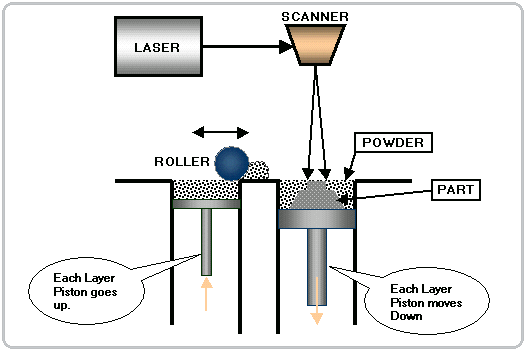 SCANNER
LASER
POWDER
ROLLER
PART
Each Layer
Piston goes
up.
Each Layer
Piston moves
Down